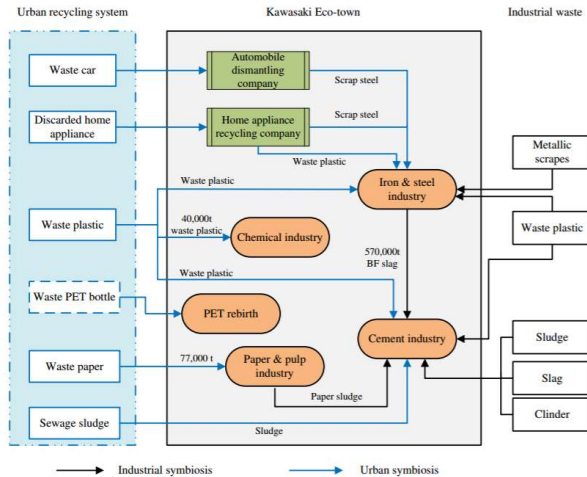 Urban recycling system
Kawasaki Eco-town
Industrial waste
Waste car
Automobile
dismantling
company
Scrap steel
Discarded home
appliance
Home appliance
recycling company
Scrap steel
Waste plastic
Metallic
scrapes
Waste plastic
Iron & steel
industry
Waste plastic
40,000t
waste plastic
Chemical industry
Waste plastic
570,000t
BF slag
Waste plastic
Waste PET bottle
PET rebirth
Cement industry
Sludge
Waste paper
77,000 t
Paper & pulp
industry
Slag
Paper sludge
Clinder
Sewage sludge
Sludge
Industrial symbiosis
Urban symbiosis